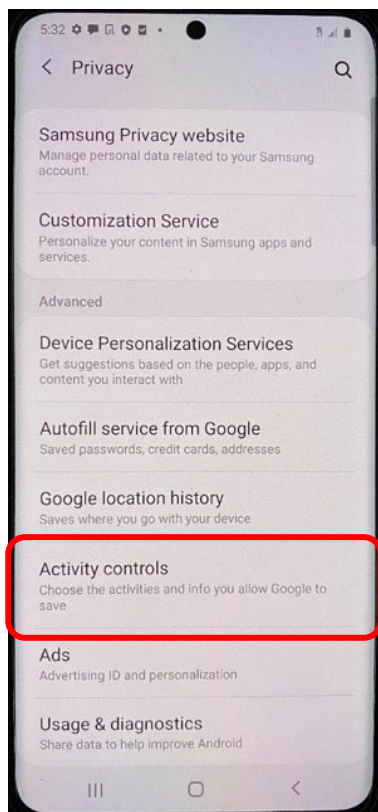 5:32
Privacy
Samsung Privacy website
Manage personal data related to your Samsung
account.
Customization Service
Personalize your content in Samsung apps and
services.
Advanced
Device Personalization Services
Get suggestions based on the people, apps, and
content you interact with
Autofill service from Google
Saved passwords, credit cards, addresses
Google location history
Saves where you go with your device
Activity controls
Choose the activities and info you allow Google to
save
Ads
Advertising ID and personalization
Usage & diagnostics
Share data to help improve Android